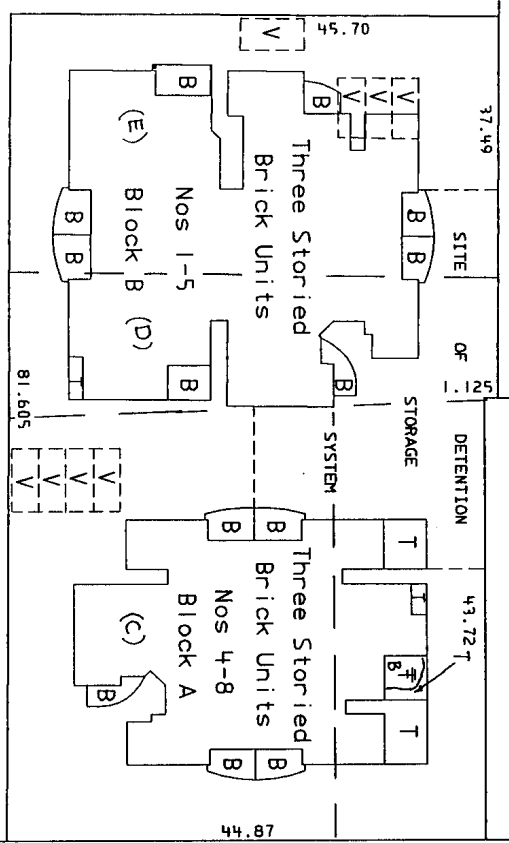 45.70
V
37.49
V V V
B
B
B B
(E)
Three Storied
Brick Units
Nos 1-5
Block B
(D)
B B
B
B
SITE OF DETENTION
STORAGE
SYSTEM
1.125
81.605
V V V V
T
B B
43.72
T
B T
T
Three Storied
Brick Units
Nos 4-8
Block A
(C)
B
B B
44.87